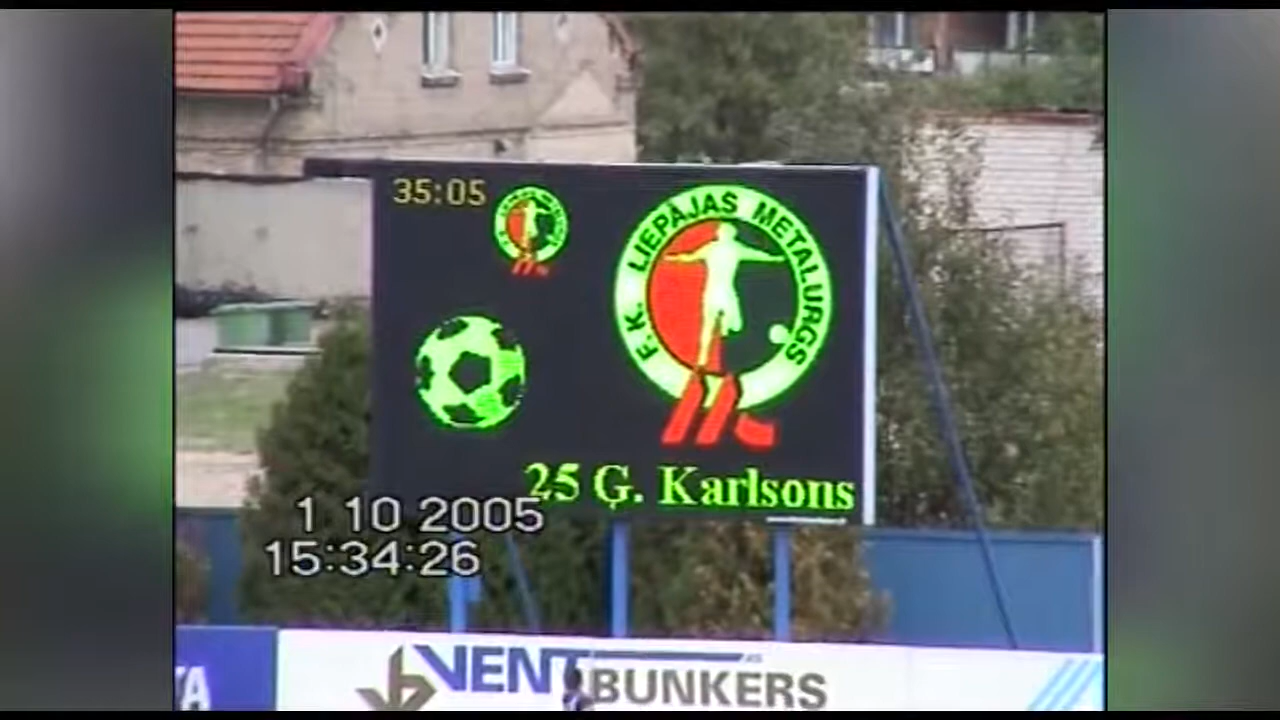 35:05
F.K. LIEPĀJAS METALURGS
25 Ģ. Karlsons
1 10 2005
15:34:26
VENT
BUNKERS